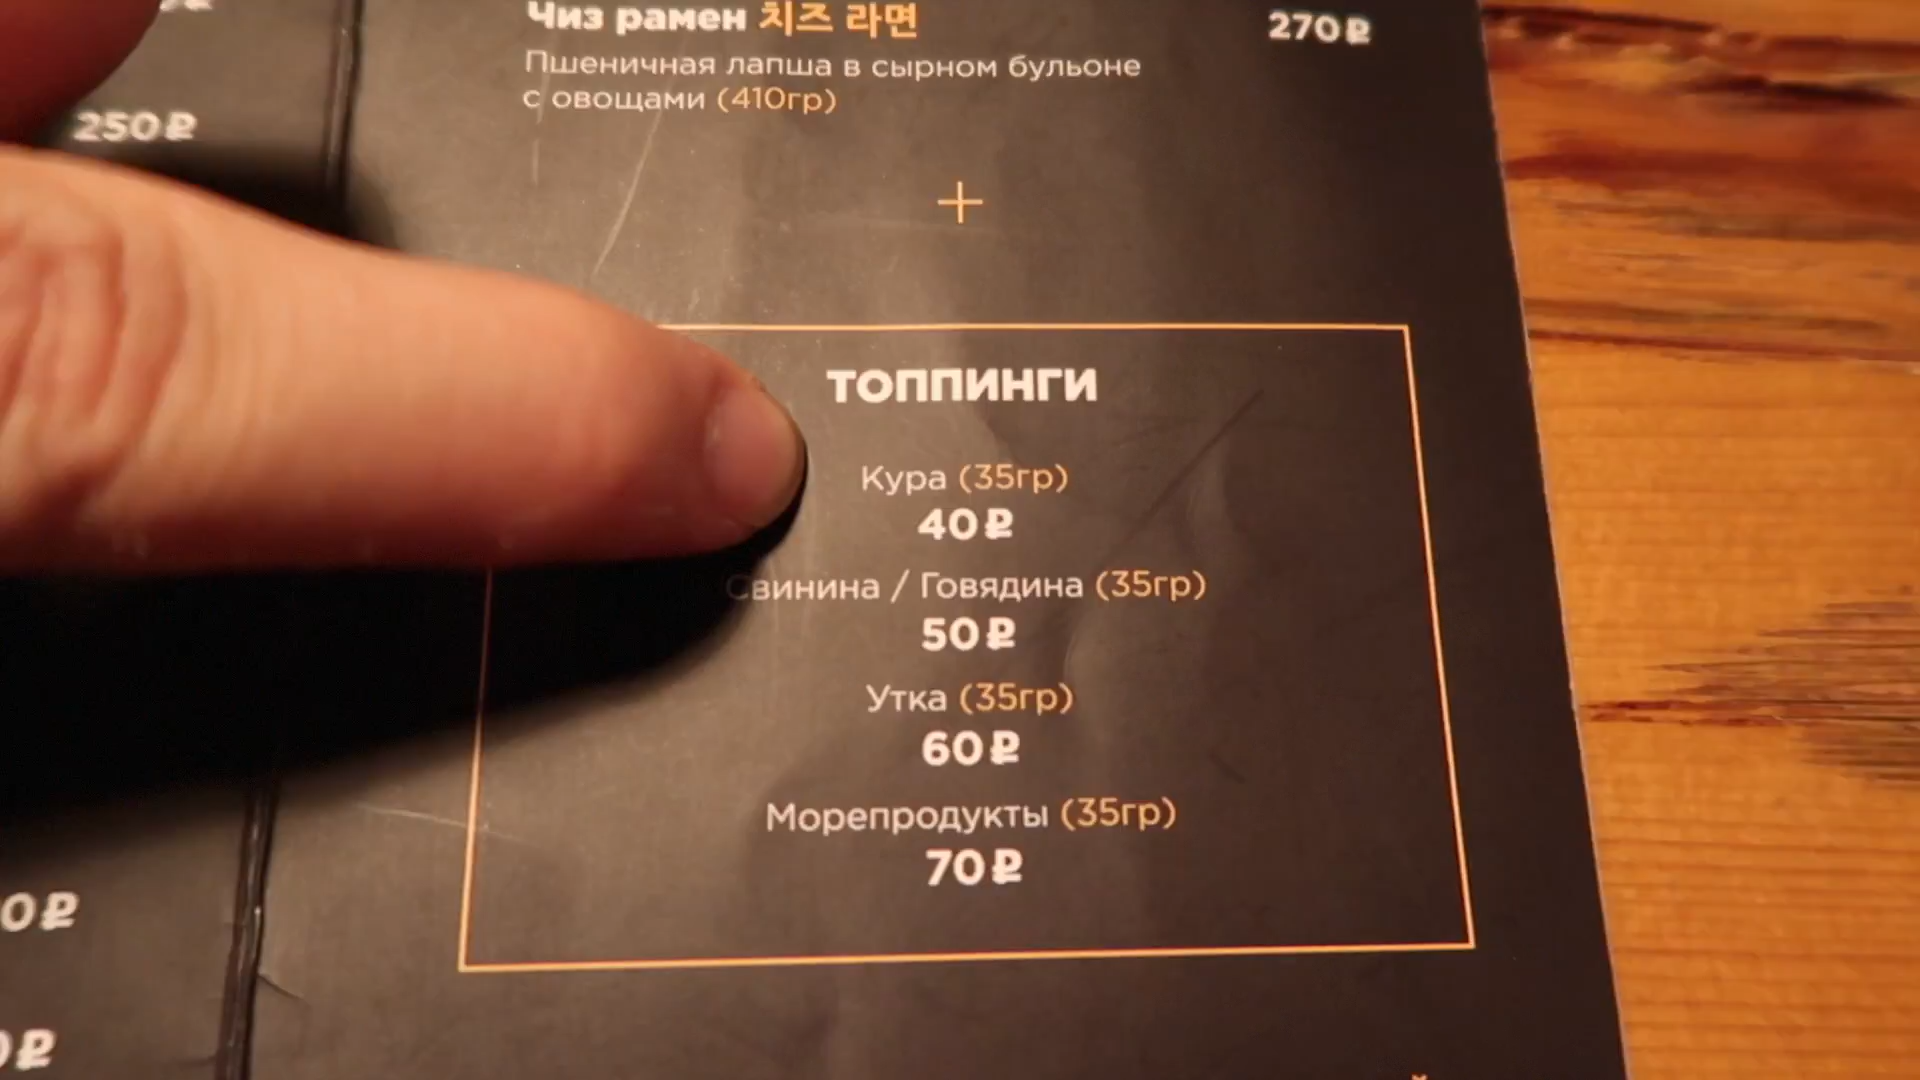 Чиз рамен 치즈 라면 270₽
Пшеничная лапша в сырном бульоне
с овощами (410гр)
250₽
+
ТОППИНГИ
Кура (35гр)
40₽
Свинина / Говядина (35гр)
50₽
Утка (35гр)
60₽
Морепродукты (35гр)
70₽